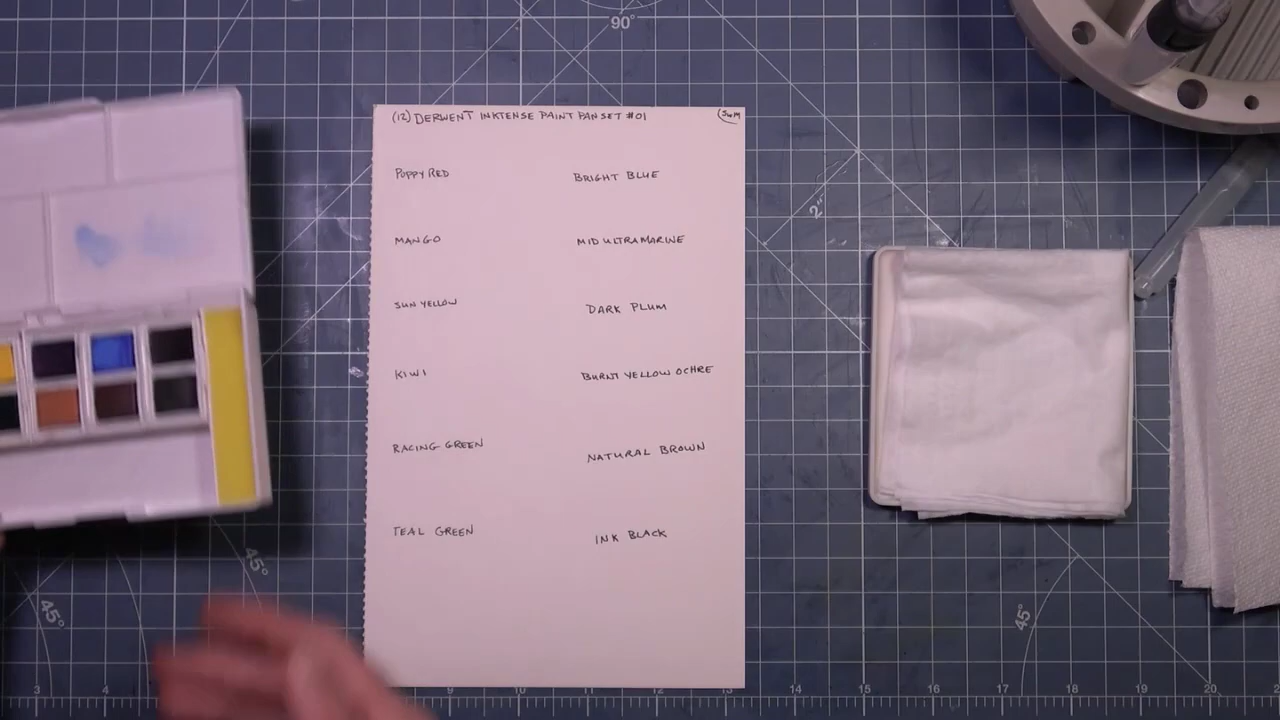 90°
(12) DERWENT INKTENSE PAINT PAN SET #01
POPPY RED
BRIGHT BLUE
2"
MANGO
MID ULTRAMARINE
SUN YELLOW
DARK PLUM
KIWI
BURNT YELLOW OCHRE
RACING GREEN
NATURAL BROWN
TEAL GREEN
INK BLACK
45°
45°
45°
3 4 9 10 11 12 13 14 15 16 17 18 19 20